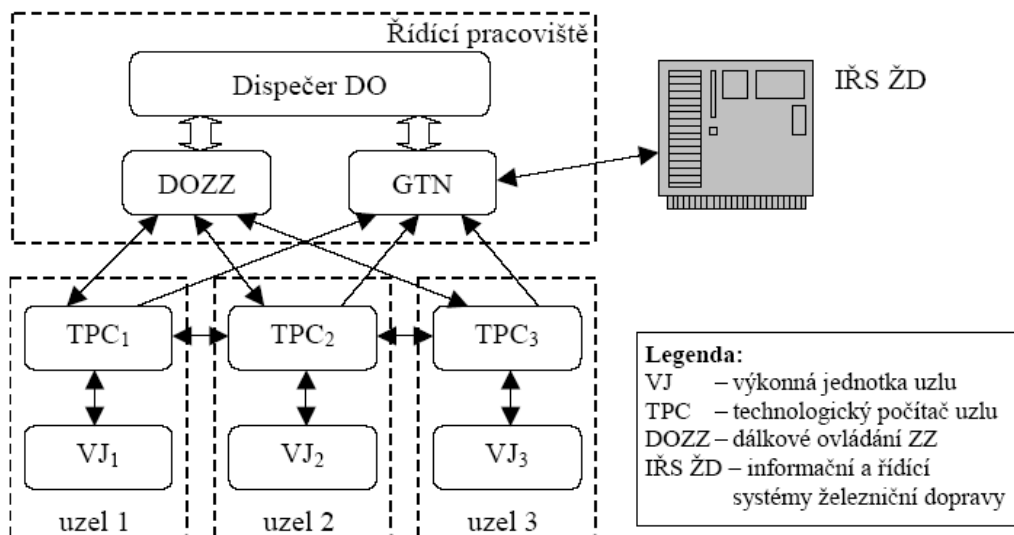 Řídící pracoviště
Dispečer DO
IŘS ŽD
DOZZ
GTN
TPC₁
TPC₂
TPC₃
VJ₁
VJ₂
VJ₃
uzel 1
uzel 2
uzel 3
Legenda:
VJ – výkonná jednotka uzlu
TPC – technologický počítač uzlu
DOZZ – dálkové ovládání ZZ
IŘS ŽD – informační a řídící
systémy železniční dopravy